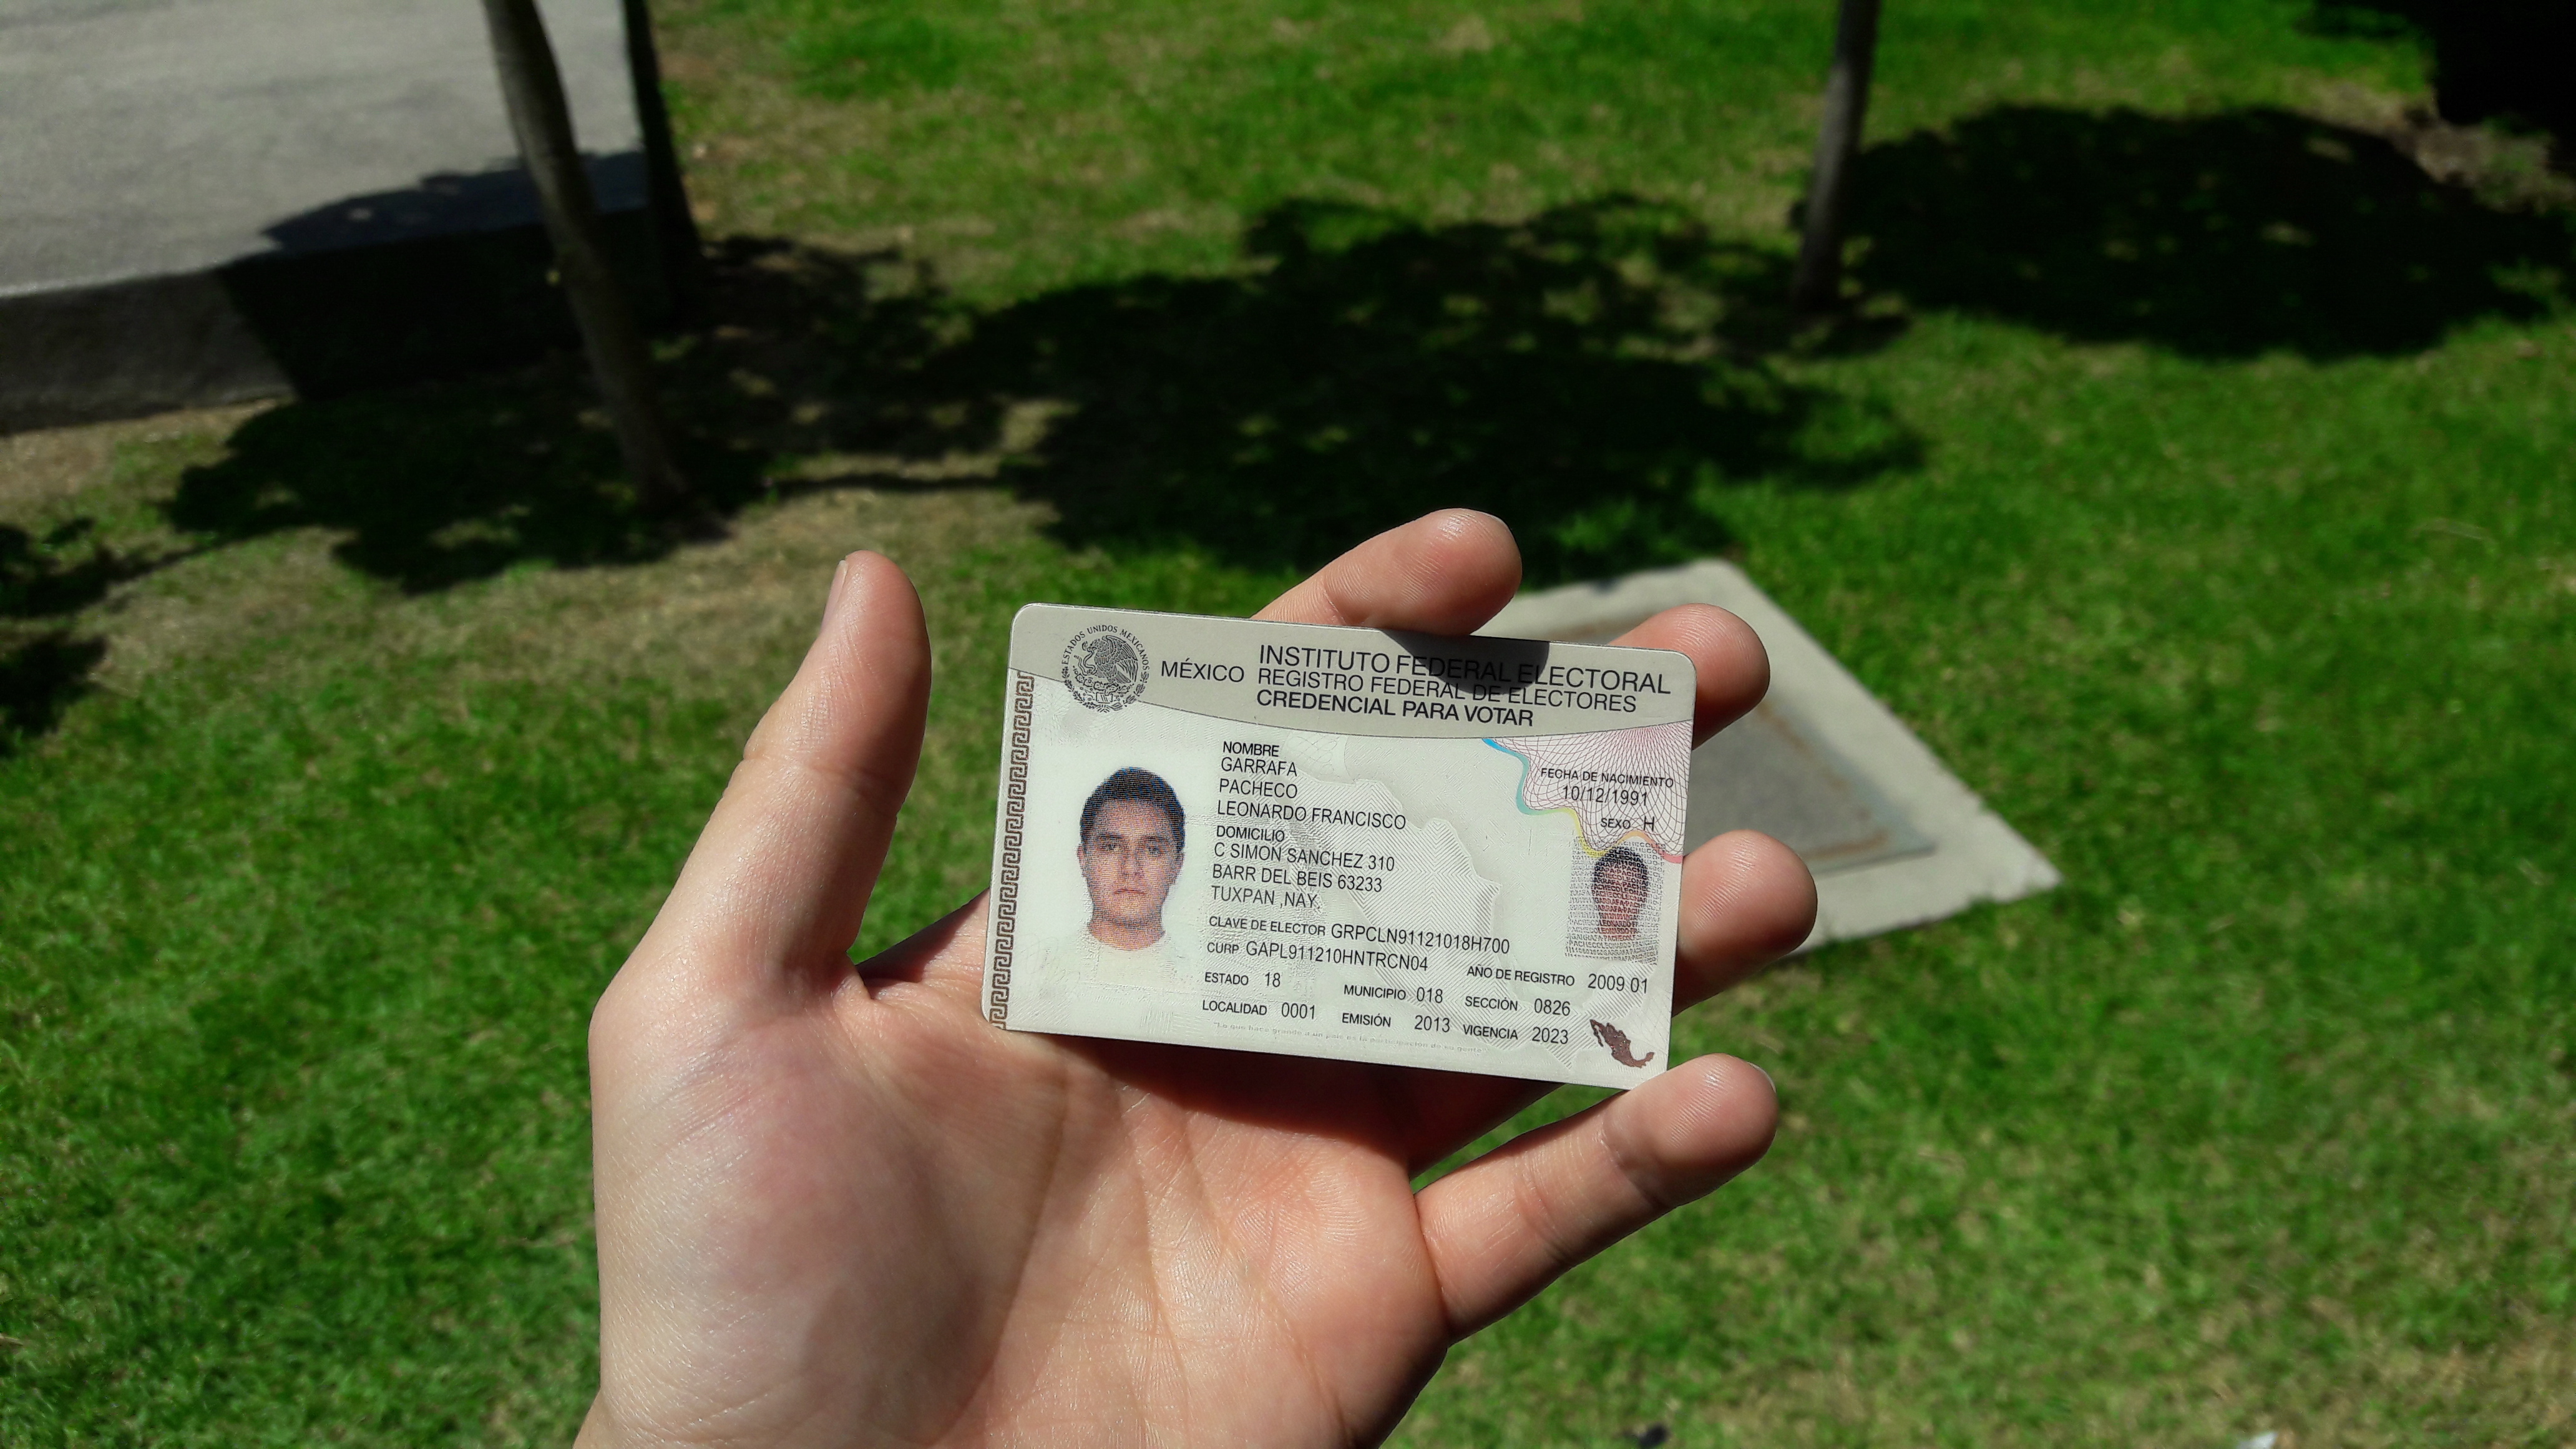 ESTADOS UNIDOS MEXICANOS
MÉXICO
INSTITUTO FEDERAL ELECTORAL
REGISTRO FEDERAL DE ELECTORES
CREDENCIAL PARA VOTAR
NOMBRE
GARRAFA
PACHECO
LEONARDO FRANCISCO
DOMICILIO
C SIMON SANCHEZ 310
BARR DEL BEIS 63233
TUXPAN ,NAY.
FECHA DE NACIMIENTO
10/12/1991
SEXO H
CLAVE DE ELECTOR GRPCLN91121018H700
CURP GAPL911210HNTRCN04
AÑO DE REGISTRO 2009 01
ESTADO 18 MUNICIPIO 018 SECCIÓN 0826
LOCALIDAD 0001 EMISIÓN 2013 VIGENCIA 2023